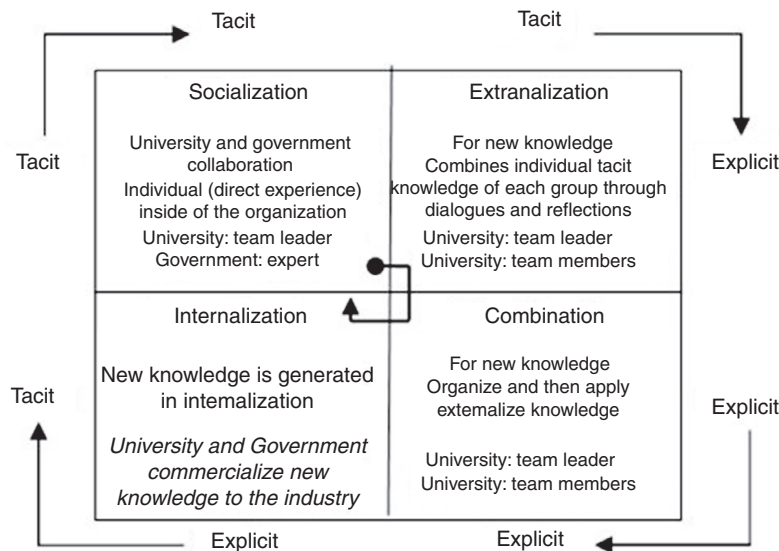 Tacit
Tacit
Socialization
Extranalization
University and government
collaboration
Individual (direct experience)
inside of the organization
University: team leader
Government: expert
For new knowledge
Combines individual tacit
knowledge of each group through
dialogues and reflections
University: team leader
University: team members
Tacit
Explicit
Internalization
Combination
New knowledge is generated
in intemalization
University and Government
commercialize new
knowledge to the industry
For new knowledge
Organize and then apply
extemalize knowledge
University: team leader
University: team members
Tacit
Explicit
Explicit
Explicit